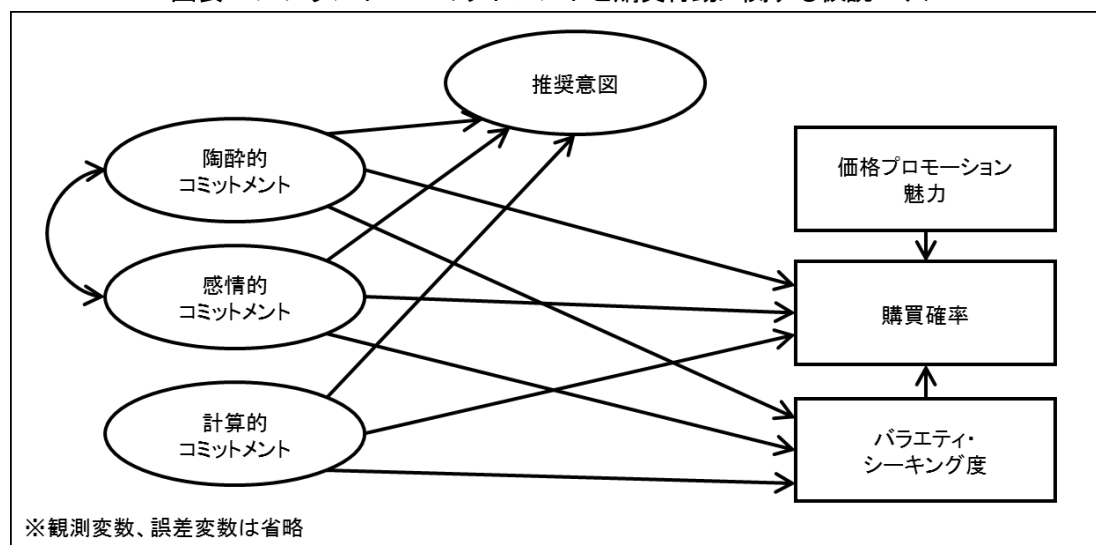 推奨意図
陶酔的
コミットメント
価格プロモーション
魅力
感情的
コミットメント
購買確率
計算的
コミットメント
バラエティ・
シーキング度
※観測変数、誤差変数は省略